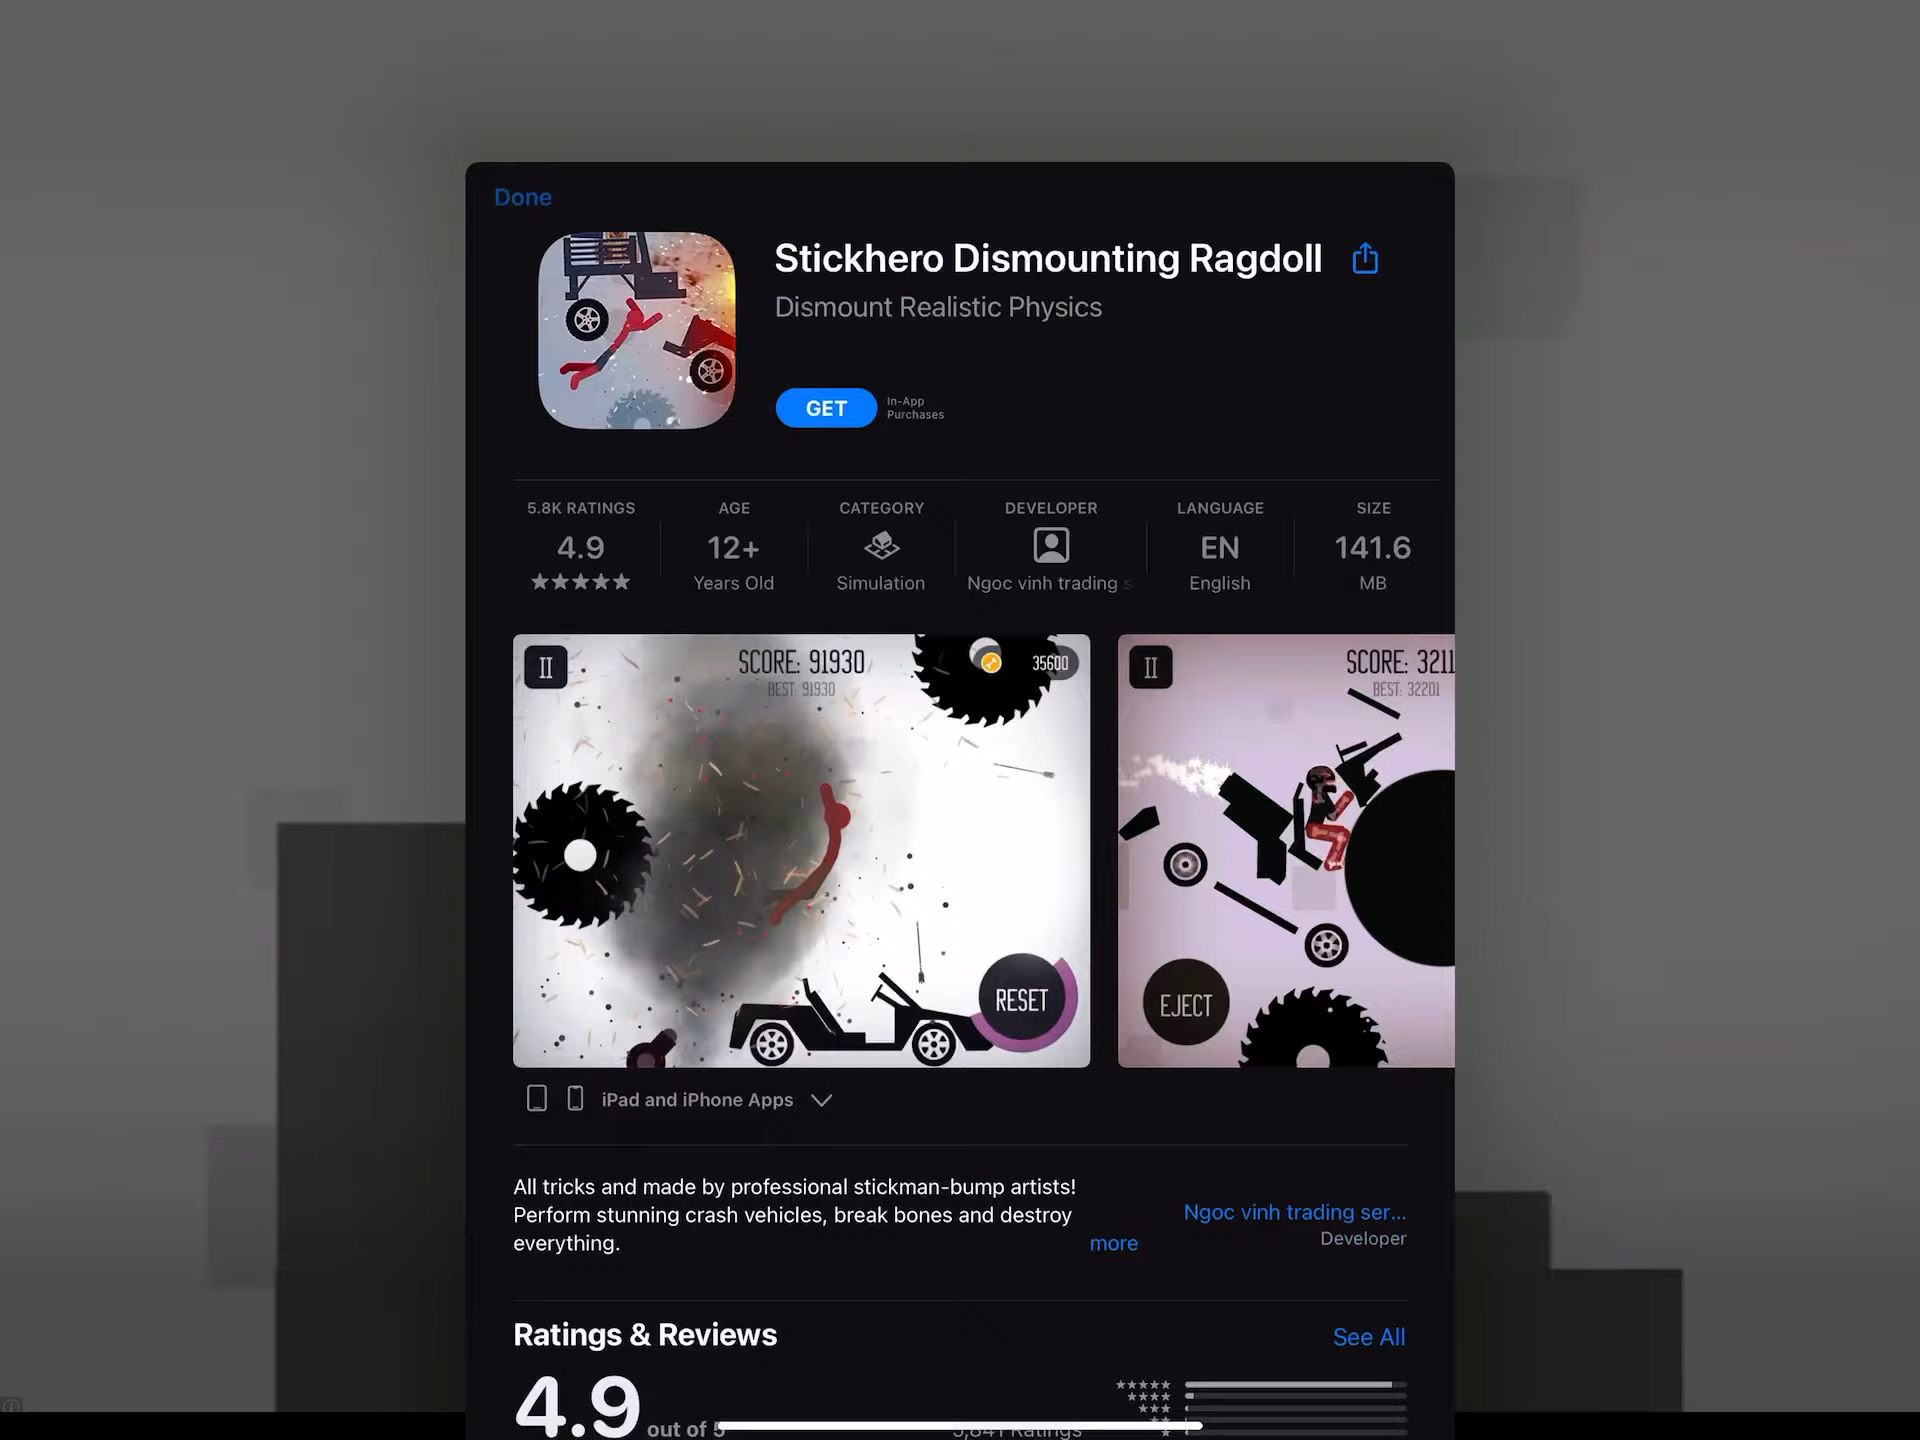 Done
Stickhero Dismounting Ragdoll
Dismount Realistic Physics
GET
In-App
Purchases
5.8K RATINGS
4.9
★★★★★
AGE
12+
Years Old
CATEGORY
Simulation
DEVELOPER
Ngoc vinh trading s
LANGUAGE
EN
English
SIZE
141.6
MB
SCORE: 91930
BEST: 91930
35600
RESET
SCORE: 3211
BEST: 32201
EJECT
iPad and iPhone Apps
All tricks and made by professional stickman-bump artists!
Perform stunning crash vehicles, break bones and destroy
everything.
more
Ngoc vinh trading ser...
Developer
Ratings & Reviews
See All
4.9 out of 5
5,841 Ratings